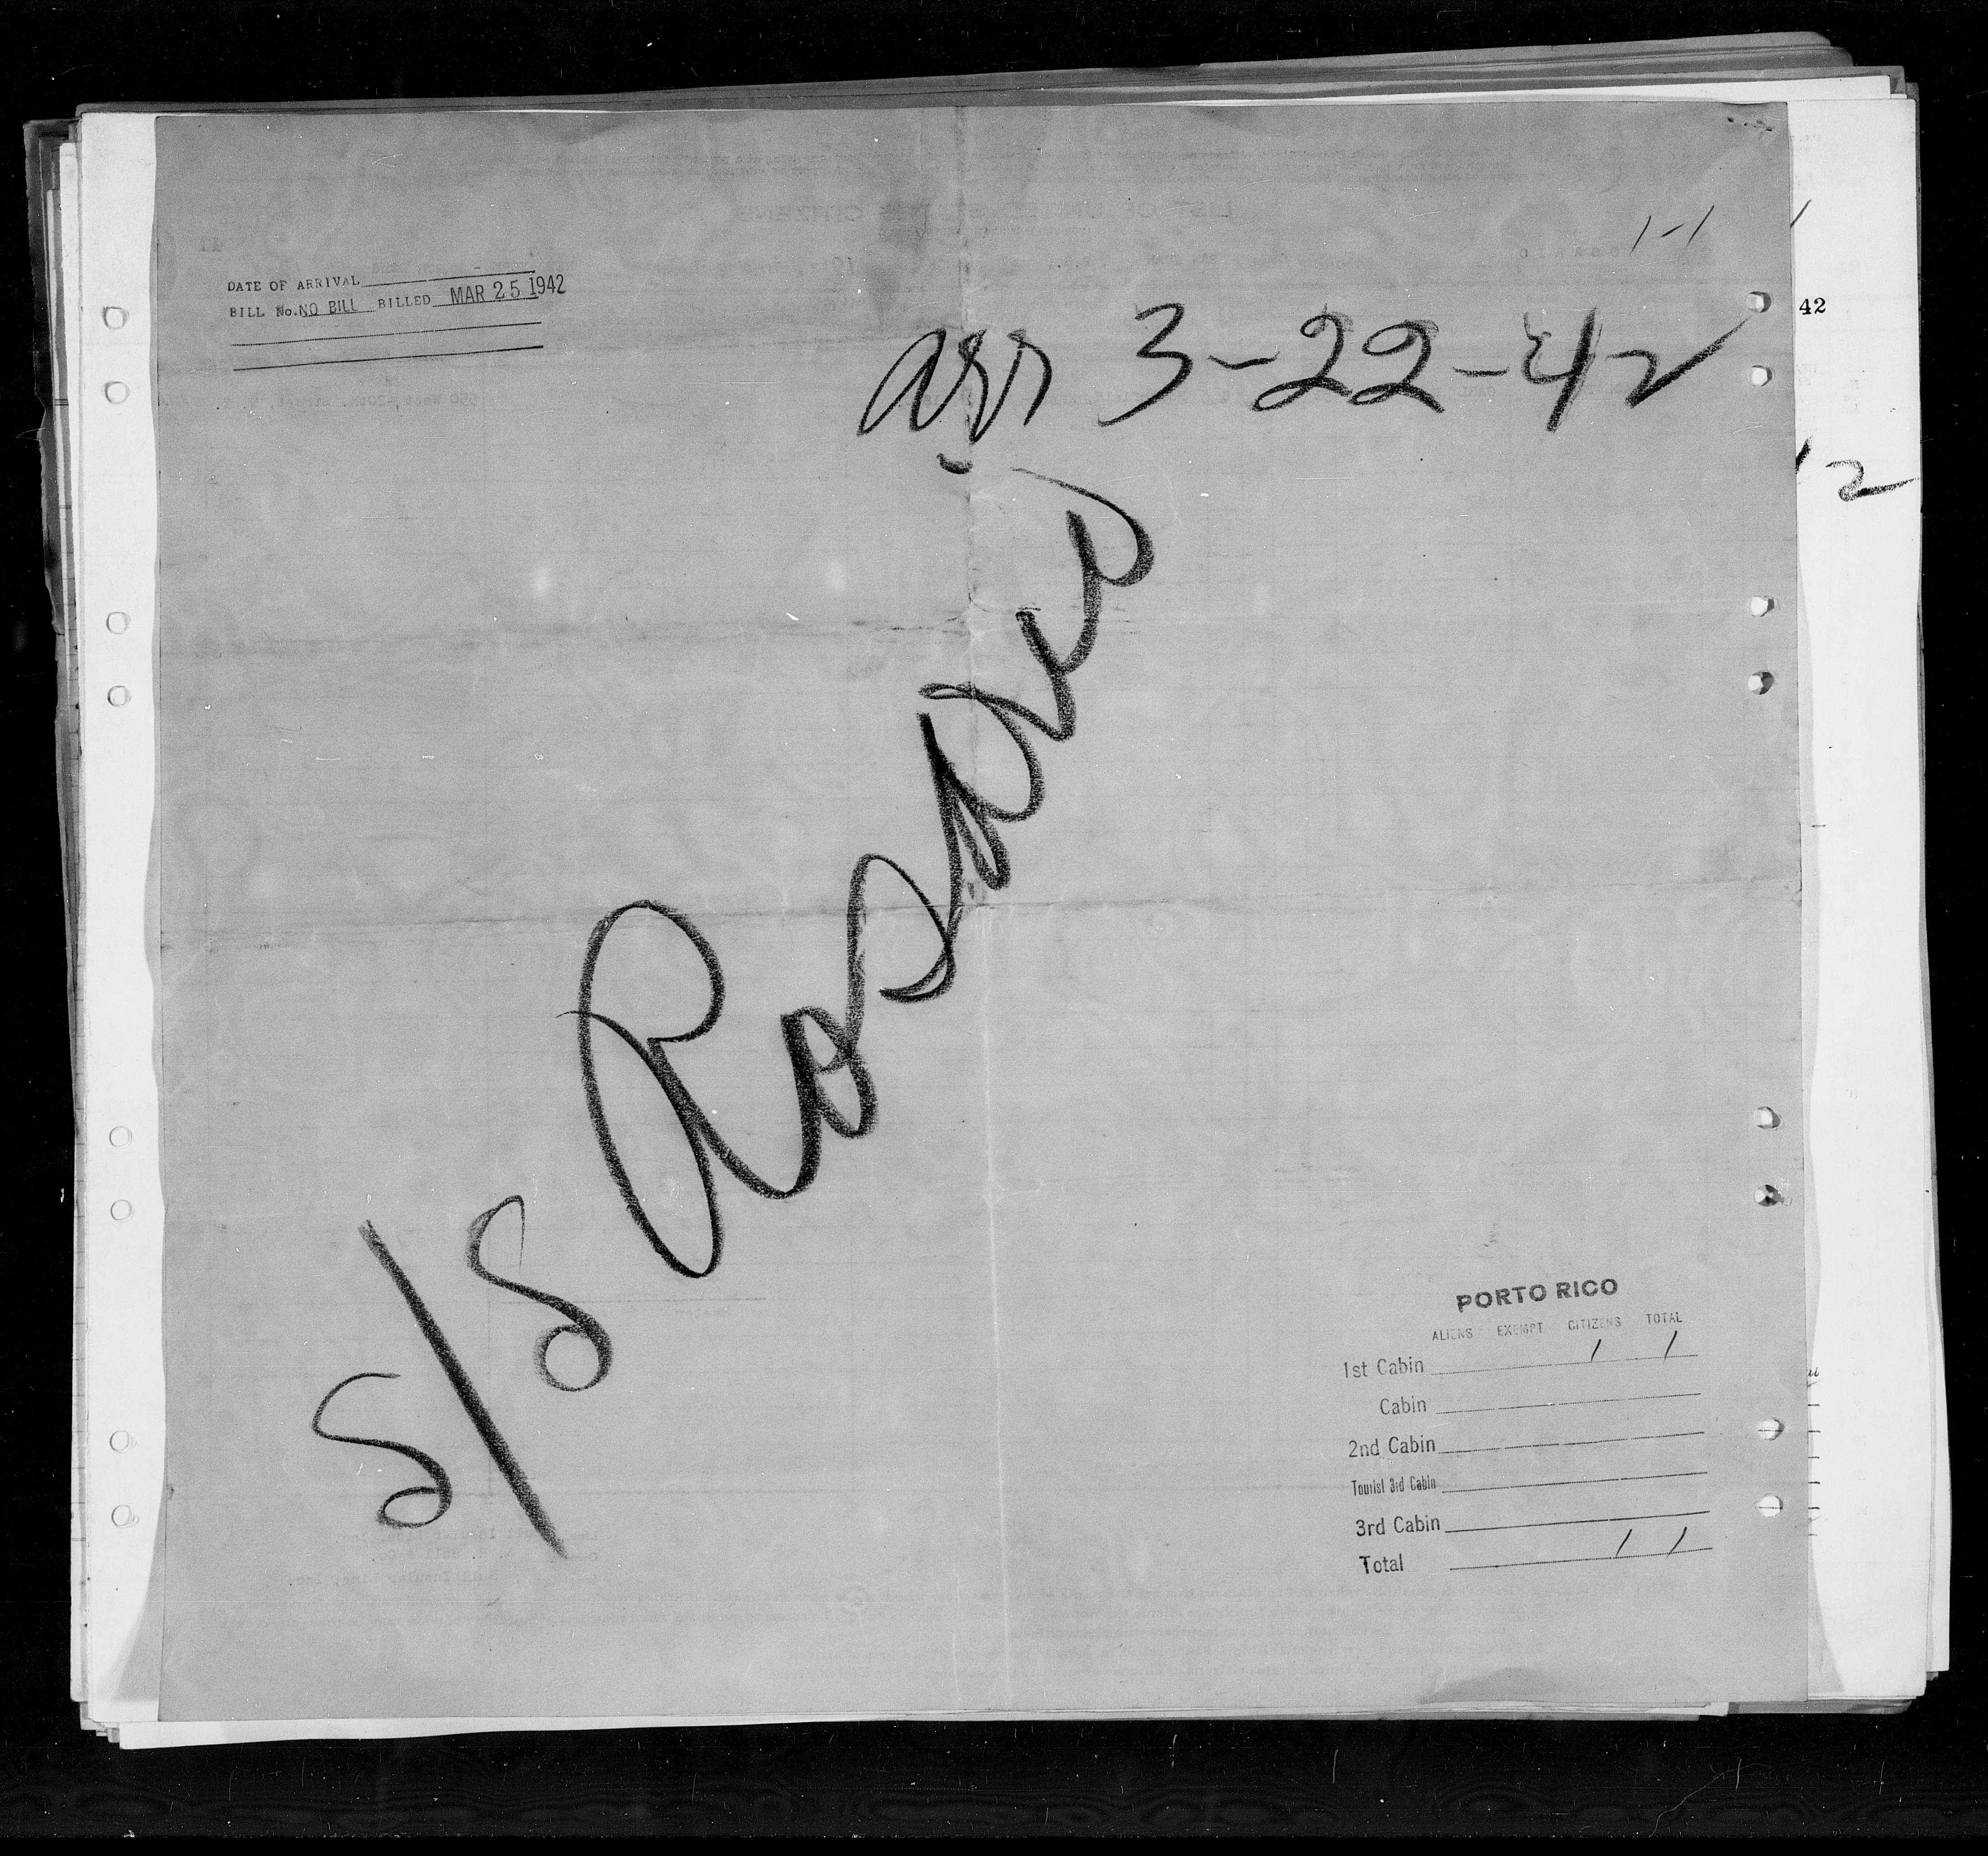 1-1
DATE OF ARRIVAL
BILL No. NO BILL BILLED MAR 25 1942
arr 3-22-42
42
2
S/S Rosario
PORTO RICO
ALIENS EXEMPT CITIZENS TOTAL
1st Cabin 1 1
Cabin
2nd Cabin
Tourist 3rd Cabin
3rd Cabin
Total 1 1